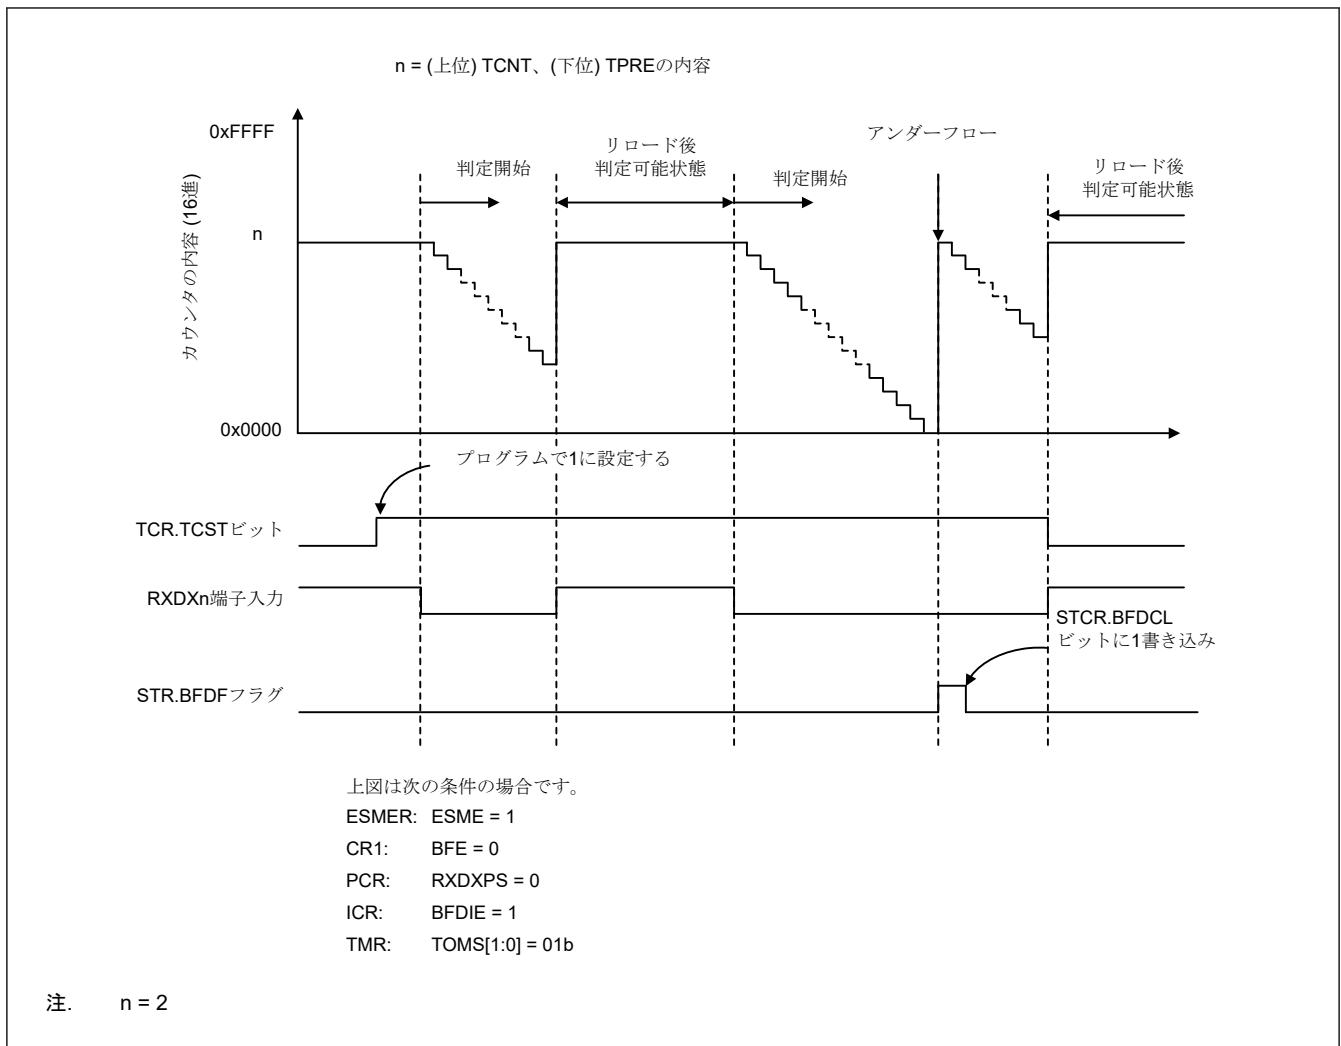 n = (上位) TCNT、(下位) TPREの内容
0xFFFF
アンダーフロー
判定開始
リロード後
判定可能状態
判定開始
リロード後
判定可能状態
カウンタの内容 (16進)
n
0x0000
プログラムで1に設定する
TCR.TCSTビット
RXDXn端子入力
STCR.BFDCL
ビットに1書き込み
STR.BFDFフラグ
上図は次の条件の場合です。
ESMER: ESME = 1
CR1: BFE = 0
PCR: RXDXPS = 0
ICR: BFDIE = 1
TMR: TOMS[1:0] = 01b
注. n = 2